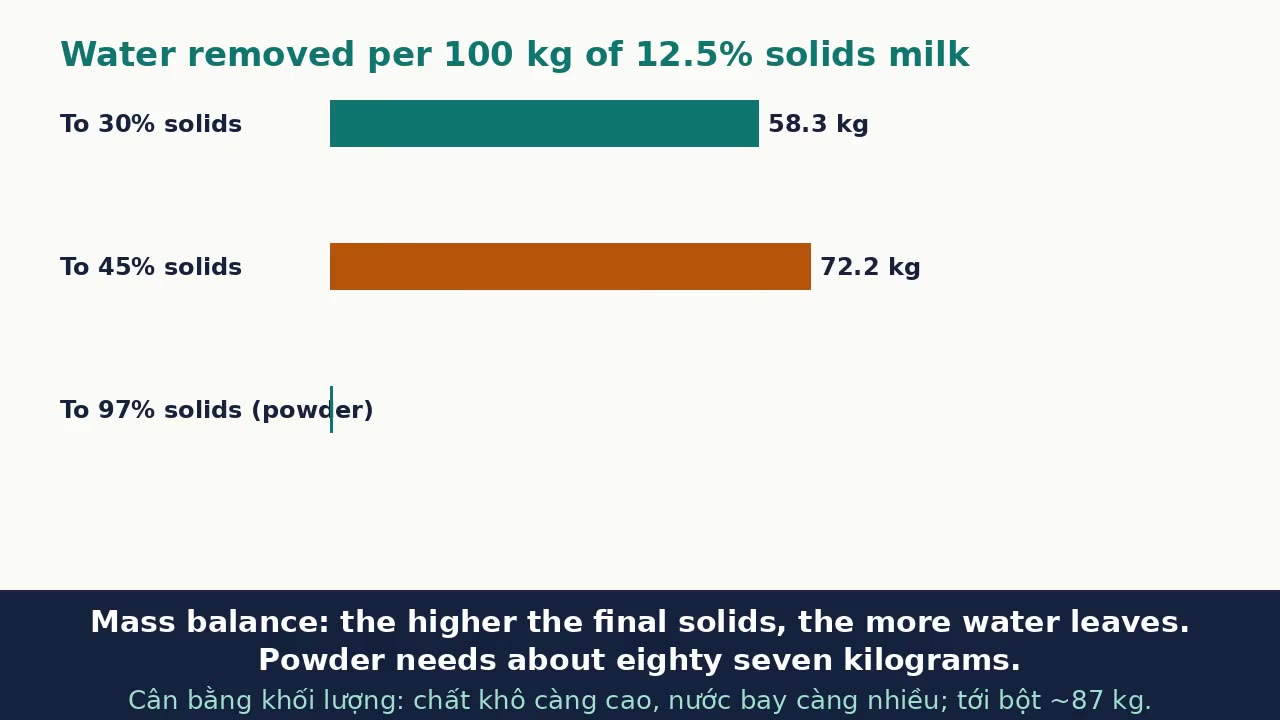 Water removed per 100 kg of 12.5% solids milk
To 30% solids 58.3 kg
To 45% solids 72.2 kg
To 97% solids (powder)
Mass balance: the higher the final solids, the more water leaves.
Powder needs about eighty seven kilograms.
Cân bằng khối lượng: chất khô càng cao, nước bay càng nhiều; tới bột ~87 kg.